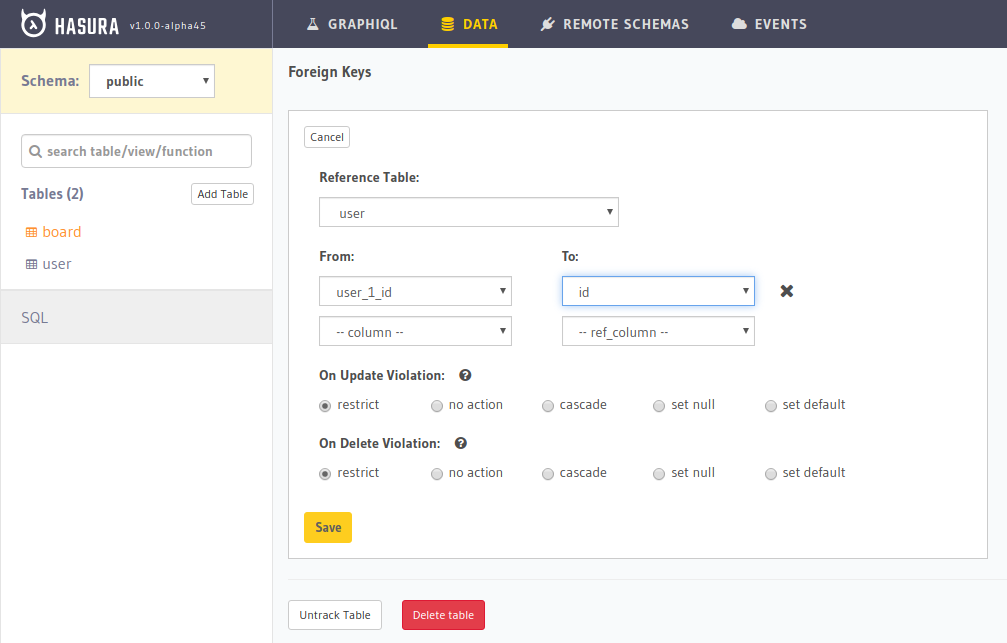 HASURA v1.0.0-alpha45
GRAPHIQL
DATA
REMOTE SCHEMAS
EVENTS
Schema: public
search table/view/function
Tables (2)
Add Table
board
user
SQL
Foreign Keys
Cancel
Reference Table:
user
From: To:
user_1_id id
-- column -- -- ref_column --
On Update Violation:
restrict no action cascade set null set default
On Delete Violation:
restrict no action cascade set null set default
Save
Untrack Table Delete table